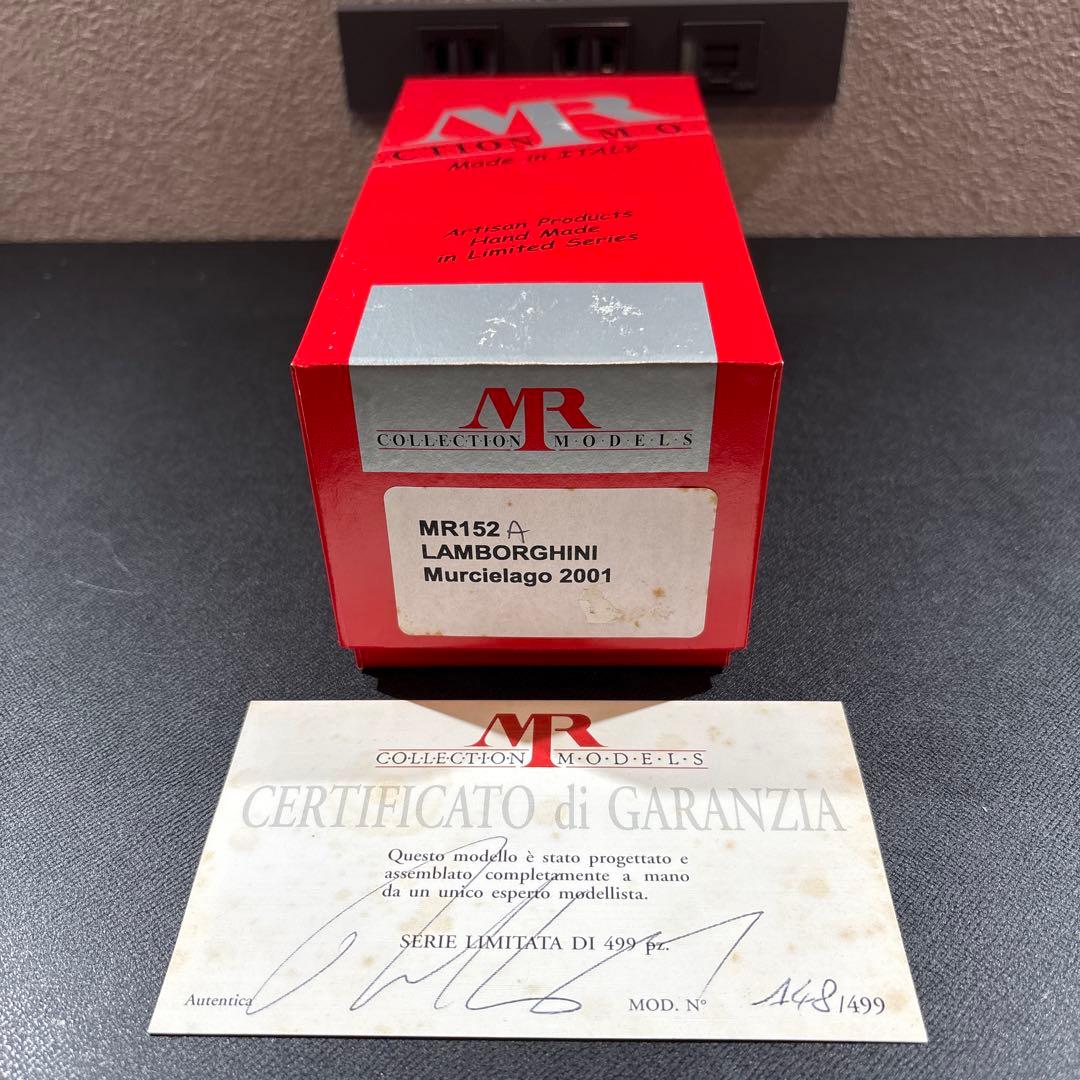 MR
CTION MO
Made in ITALY
Artisan Products
Hand Made
in Limited Series
MR
COLLECTION M·O·D·E·L·S
MR152 A
LAMBORGHINI
Murcielago 2001
MR
COLLECTION M·O·D·E·L·S
CERTIFICATO di GARANZIA
Questo modello è stato progettato e
assemblato completamente a mano
da un unico esperto modellista.
SERIE LIMITATA DI 499 pz.
Autentica
MOD. N° 148/499